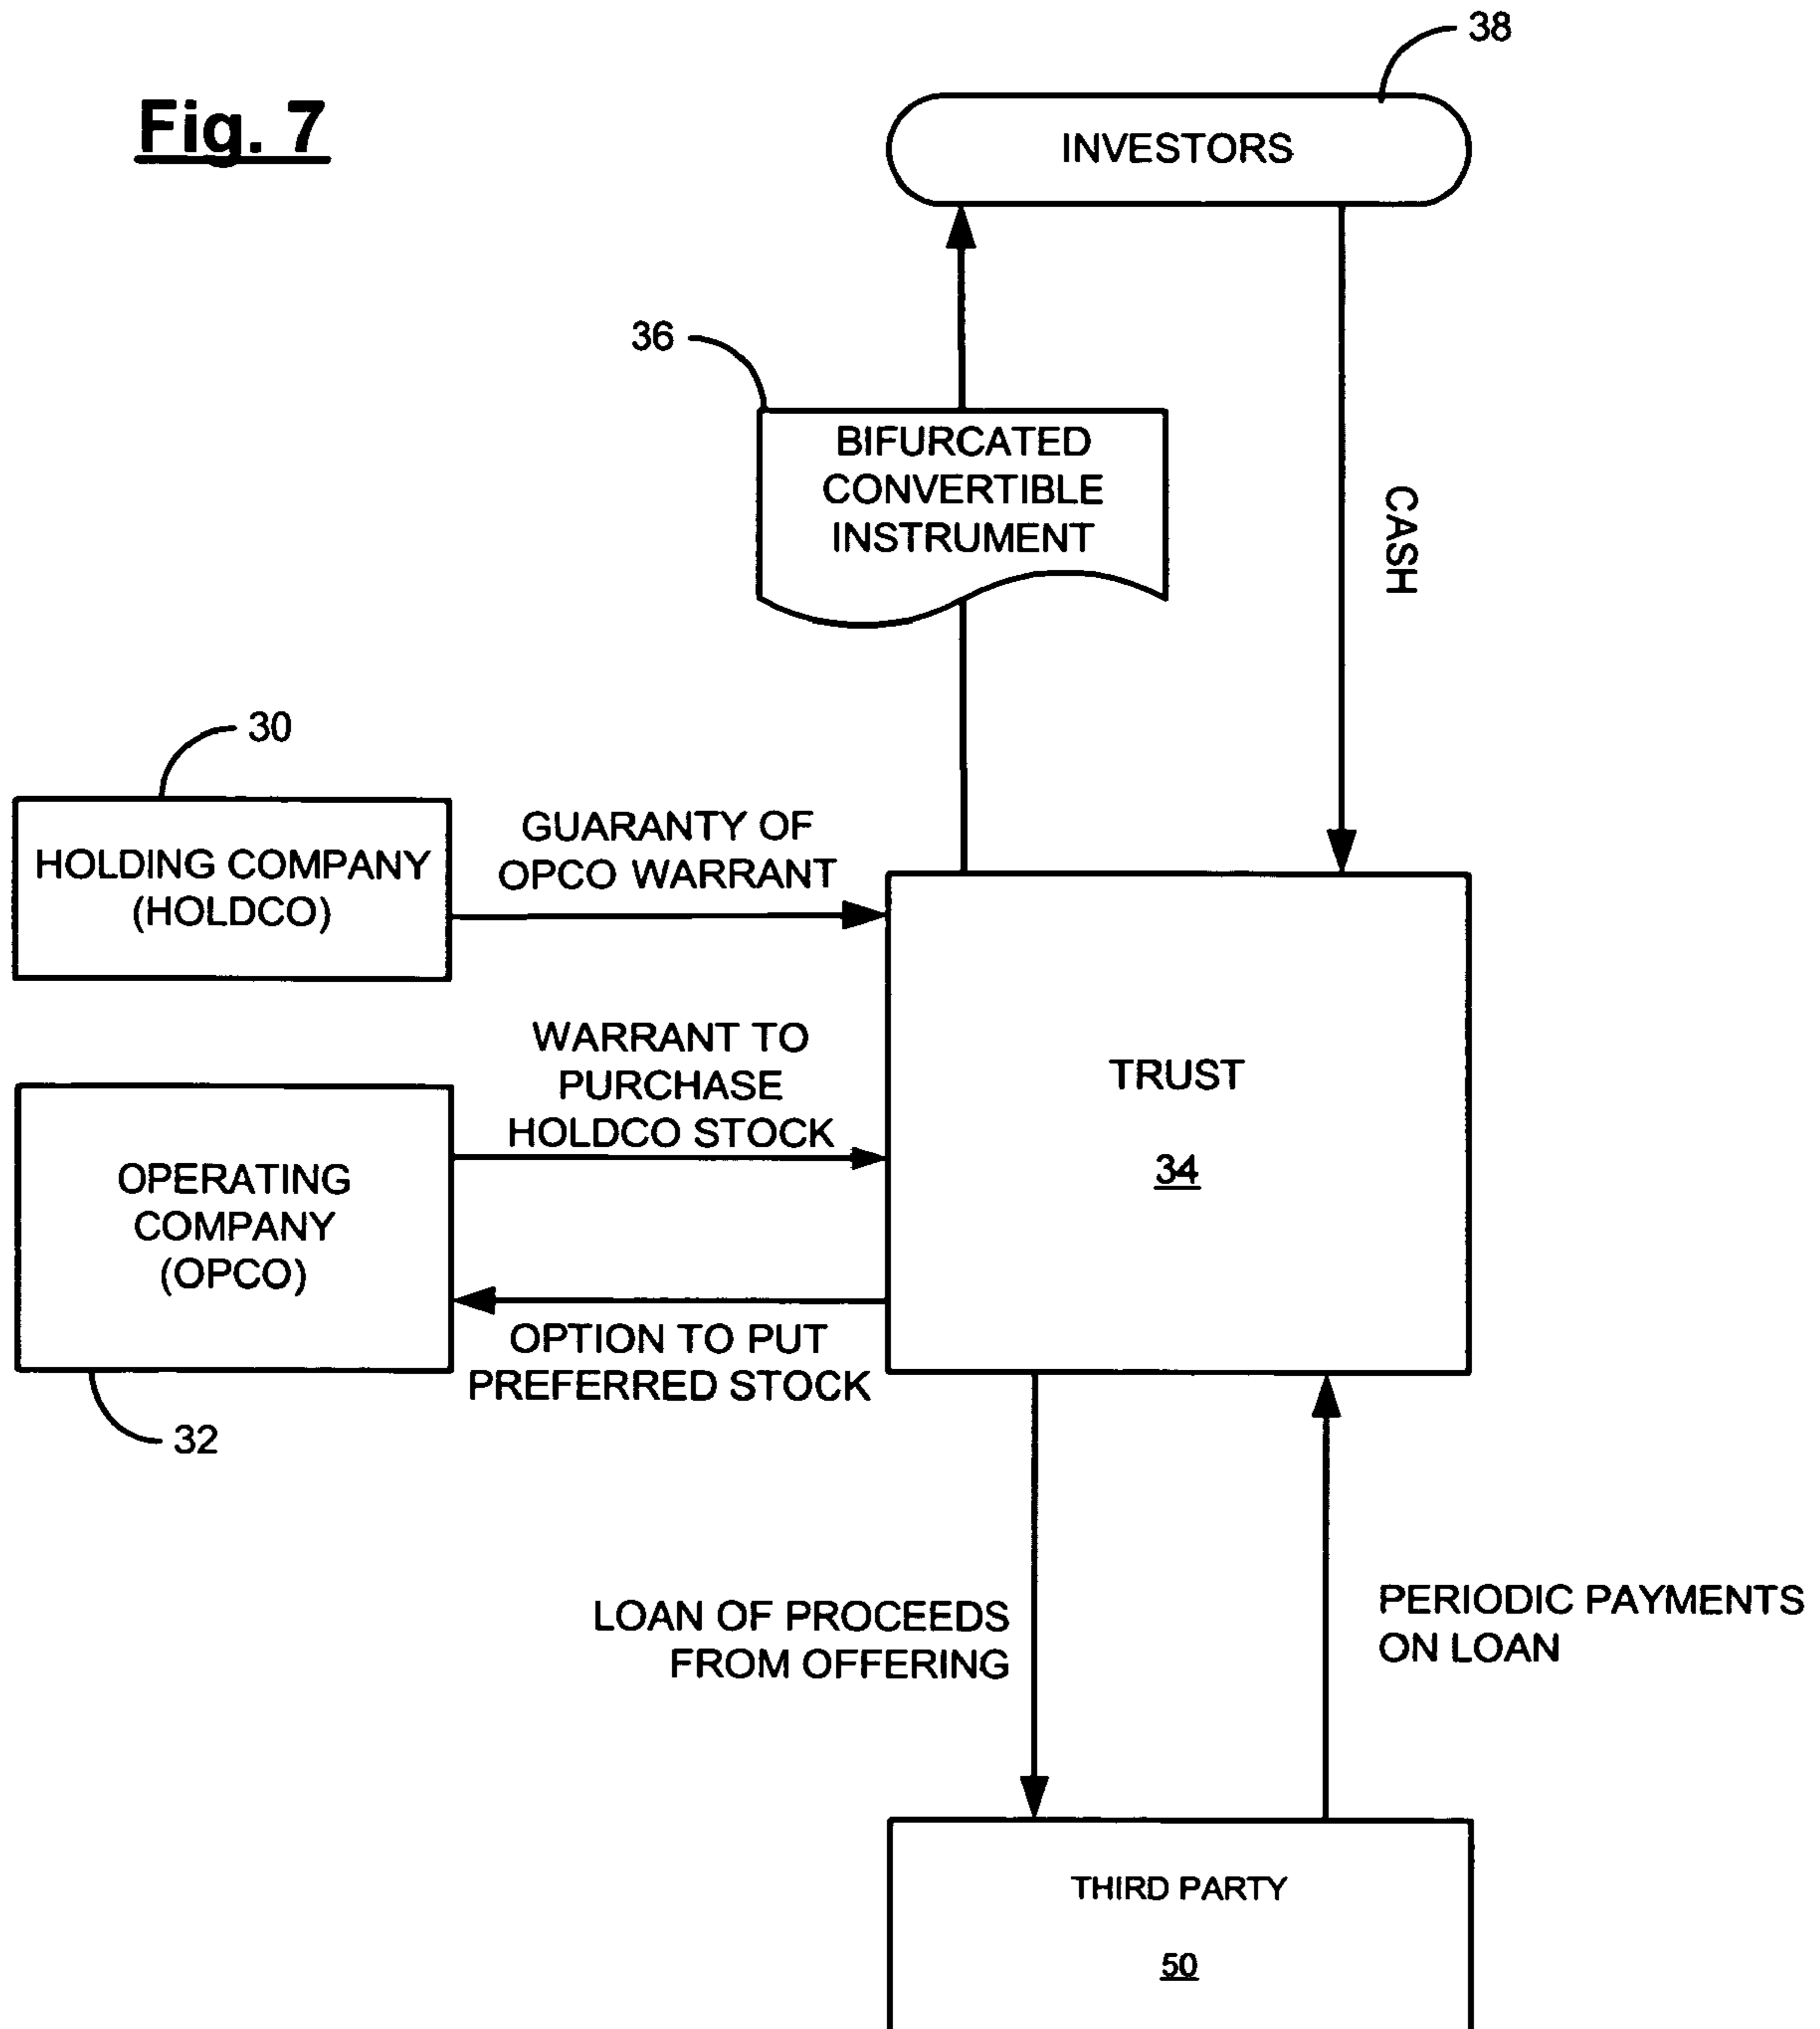 Fig. 7
38
INVESTORS
36
BIFURCATED
CONVERTIBLE
INSTRUMENT
CASH
30
HOLDING COMPANY
(HOLDCO)
GUARANTY OF
OPCO WARRANT
WARRANT TO
PURCHASE
HOLDCO STOCK
TRUST
34
OPERATING
COMPANY
(OPCO)
OPTION TO PUT
PREFERRED STOCK
32
LOAN OF PROCEEDS
FROM OFFERING
PERIODIC PAYMENTS
ON LOAN
THIRD PARTY
50